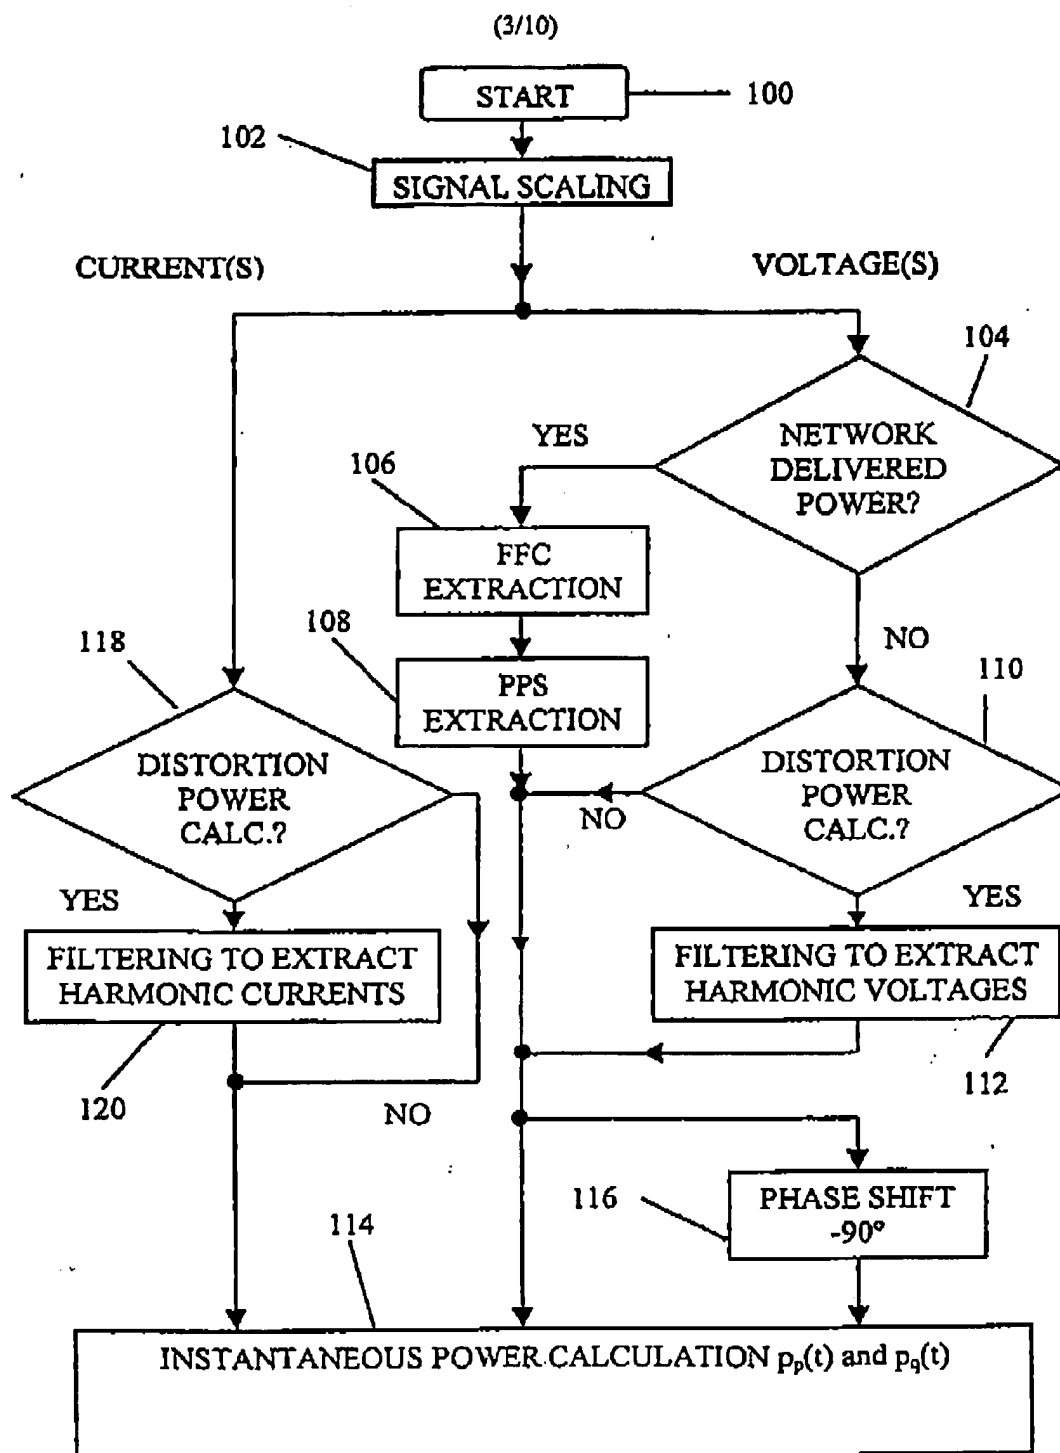 (3/10)
START
100
102
SIGNAL SCALING
CURRENT(S)
VOLTAGE(S)
104
YES
NETWORK
DELIVERED
POWER?
106
FFC
EXTRACTION
118
108
NO
110
PPS
EXTRACTION
DISTORTION
POWER
CALC.?
DISTORTION
POWER
CALC.?
NO
YES
YES
FILTERING TO EXTRACT
HARMONIC CURRENTS
FILTERING TO EXTRACT
HARMONIC VOLTAGES
120
NO
112
116
PHASE SHIFT
-90°
114
INSTANTANEOUS POWER CALCULATION pₚ(t) and p_q(t)